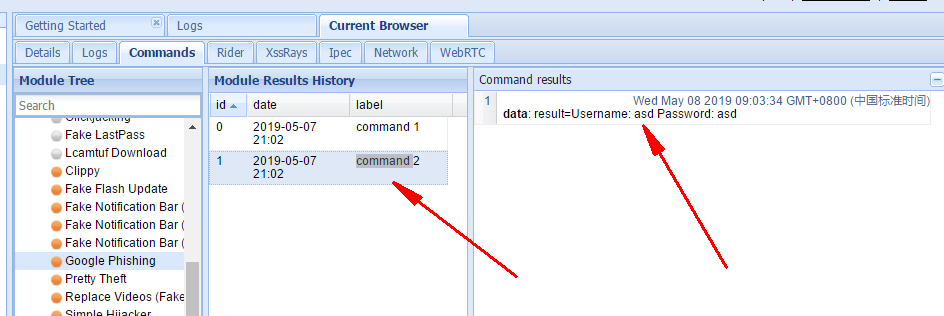 Getting Started
Logs
Current Browser
Details
Logs
Commands
Rider
XssRays
Ipec
Network
WebRTC
Module Tree
Search
Clickjacking
Fake LastPass
Lcamtuf Download
Clippy
Fake Flash Update
Fake Notification Bar (
Fake Notification Bar (
Fake Notification Bar (
Google Phishing
Pretty Theft
Replace Videos (Fake
Simple Hijacker
Module Results History
id date label
0 2019-05-07 command 1
21:02
1 2019-05-07 command 2
21:02
Command results
1 Wed May 08 2019 09:03:34 GMT+0800 (中国标准时间)
data: result=Username: asd Password: asd